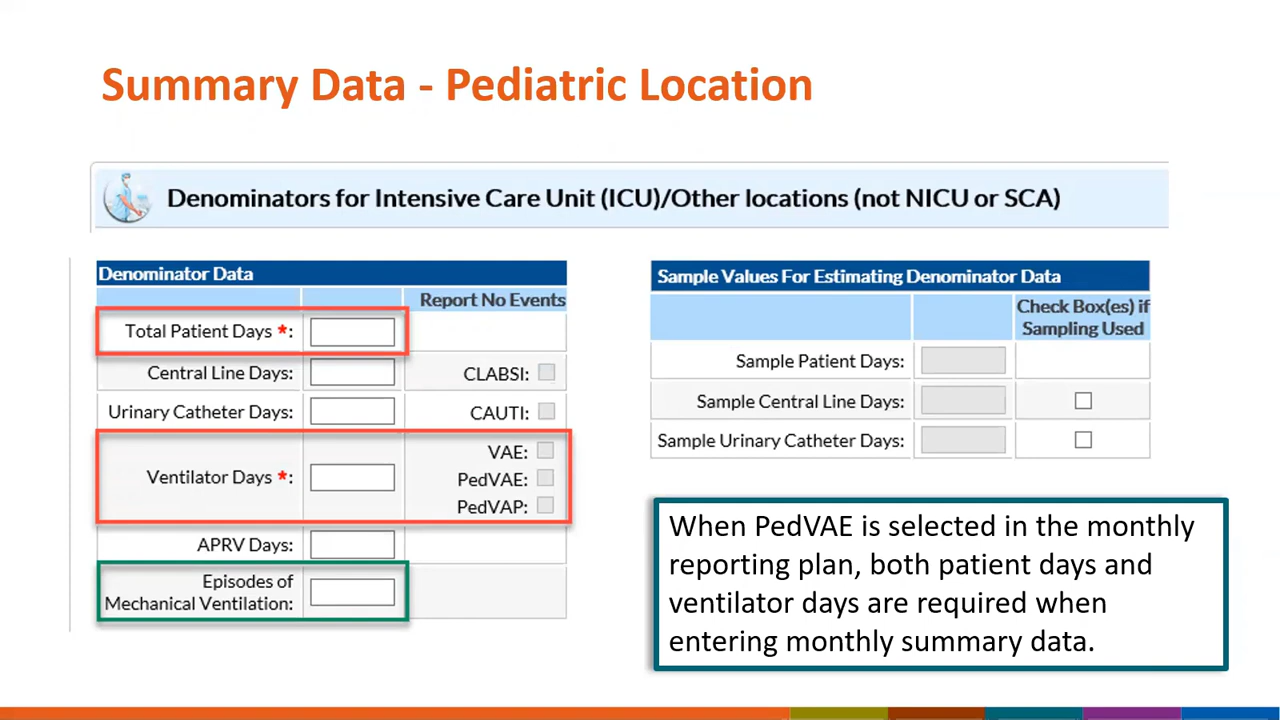 Summary Data - Pediatric Location
Denominators for Intensive Care Unit (ICU)/Other locations (not NICU or SCA)
Denominator Data
Report No Events
Total Patient Days *:
Central Line Days:
CLABSI:
Urinary Catheter Days:
CAUTI:
Ventilator Days *:
VAE:
PedVAE:
PedVAP:
APRV Days:
Episodes of
Mechanical Ventilation:
Sample Values For Estimating Denominator Data
Check Box(es) if
Sampling Used
Sample Patient Days:
Sample Central Line Days:
Sample Urinary Catheter Days:
When PedVAE is selected in the monthly
reporting plan, both patient days and
ventilator days are required when
entering monthly summary data.